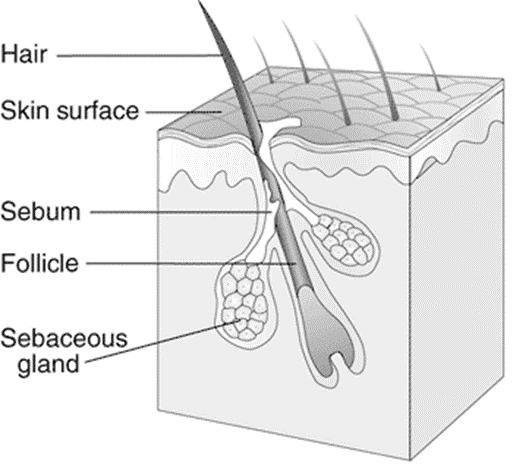 Hair
Skin surface
Sebum
Follicle
Sebaceous
gland